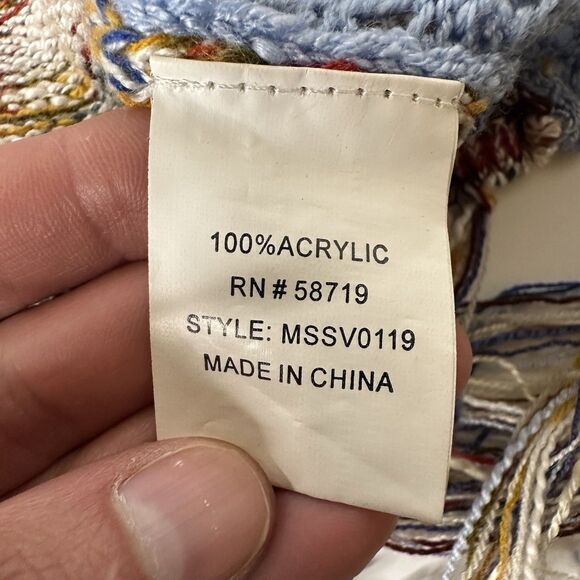 100%ACRYLIC
RN # 58719
STYLE: MSSV0119
MADE IN CHINA